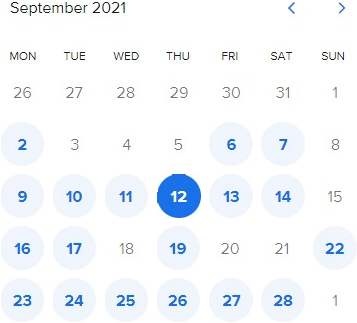 September 2021
MON TUE WED THU FRI SAT SUN
26 27 28 29 30 31 1
2 3 4 5 6 7 8
9 10 11 12 13 14 15
16 17 18 19 20 21 22
23 24 25 26 27 28 1